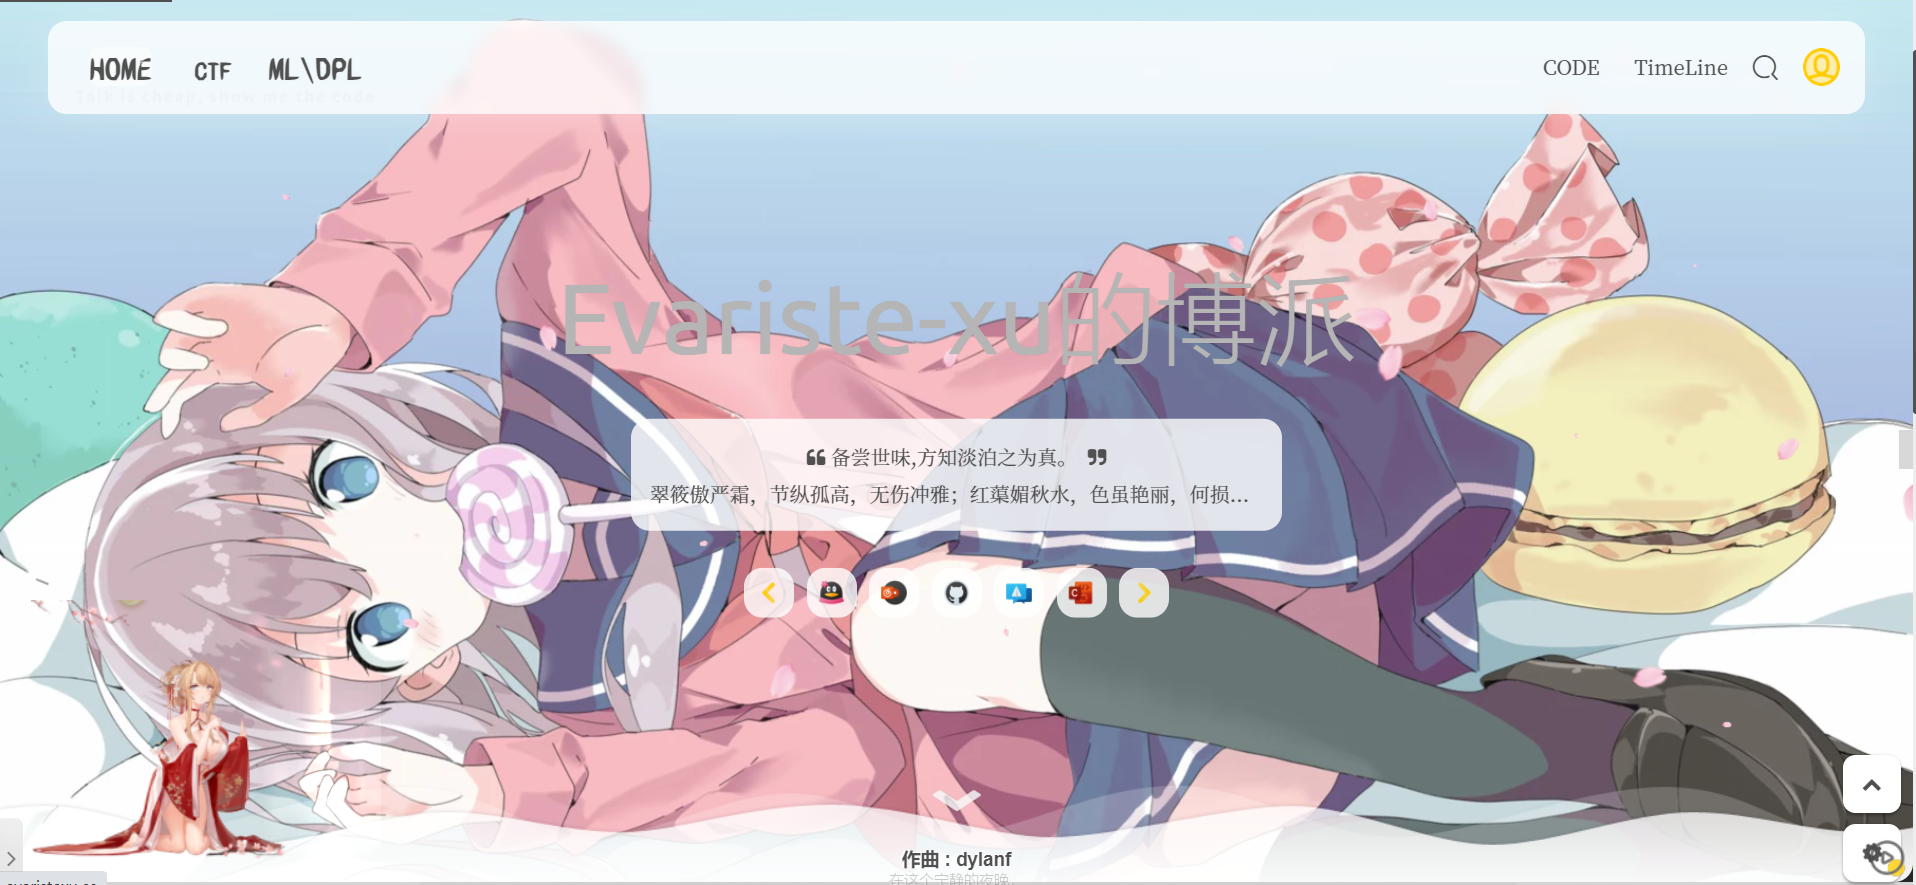 HOME CTF ML\DPL CODE TimeLine
Talk is cheap, show me the code
Evariste-xu的博派
❝ 备尝世味,方知淡泊之为真。 ❞
翠筱傲严霜，节纵孤高，无伤冲雅；红蕖媚秋水，色虽艳丽，何损...
作曲 : dylanf
在这个宁静的夜晚